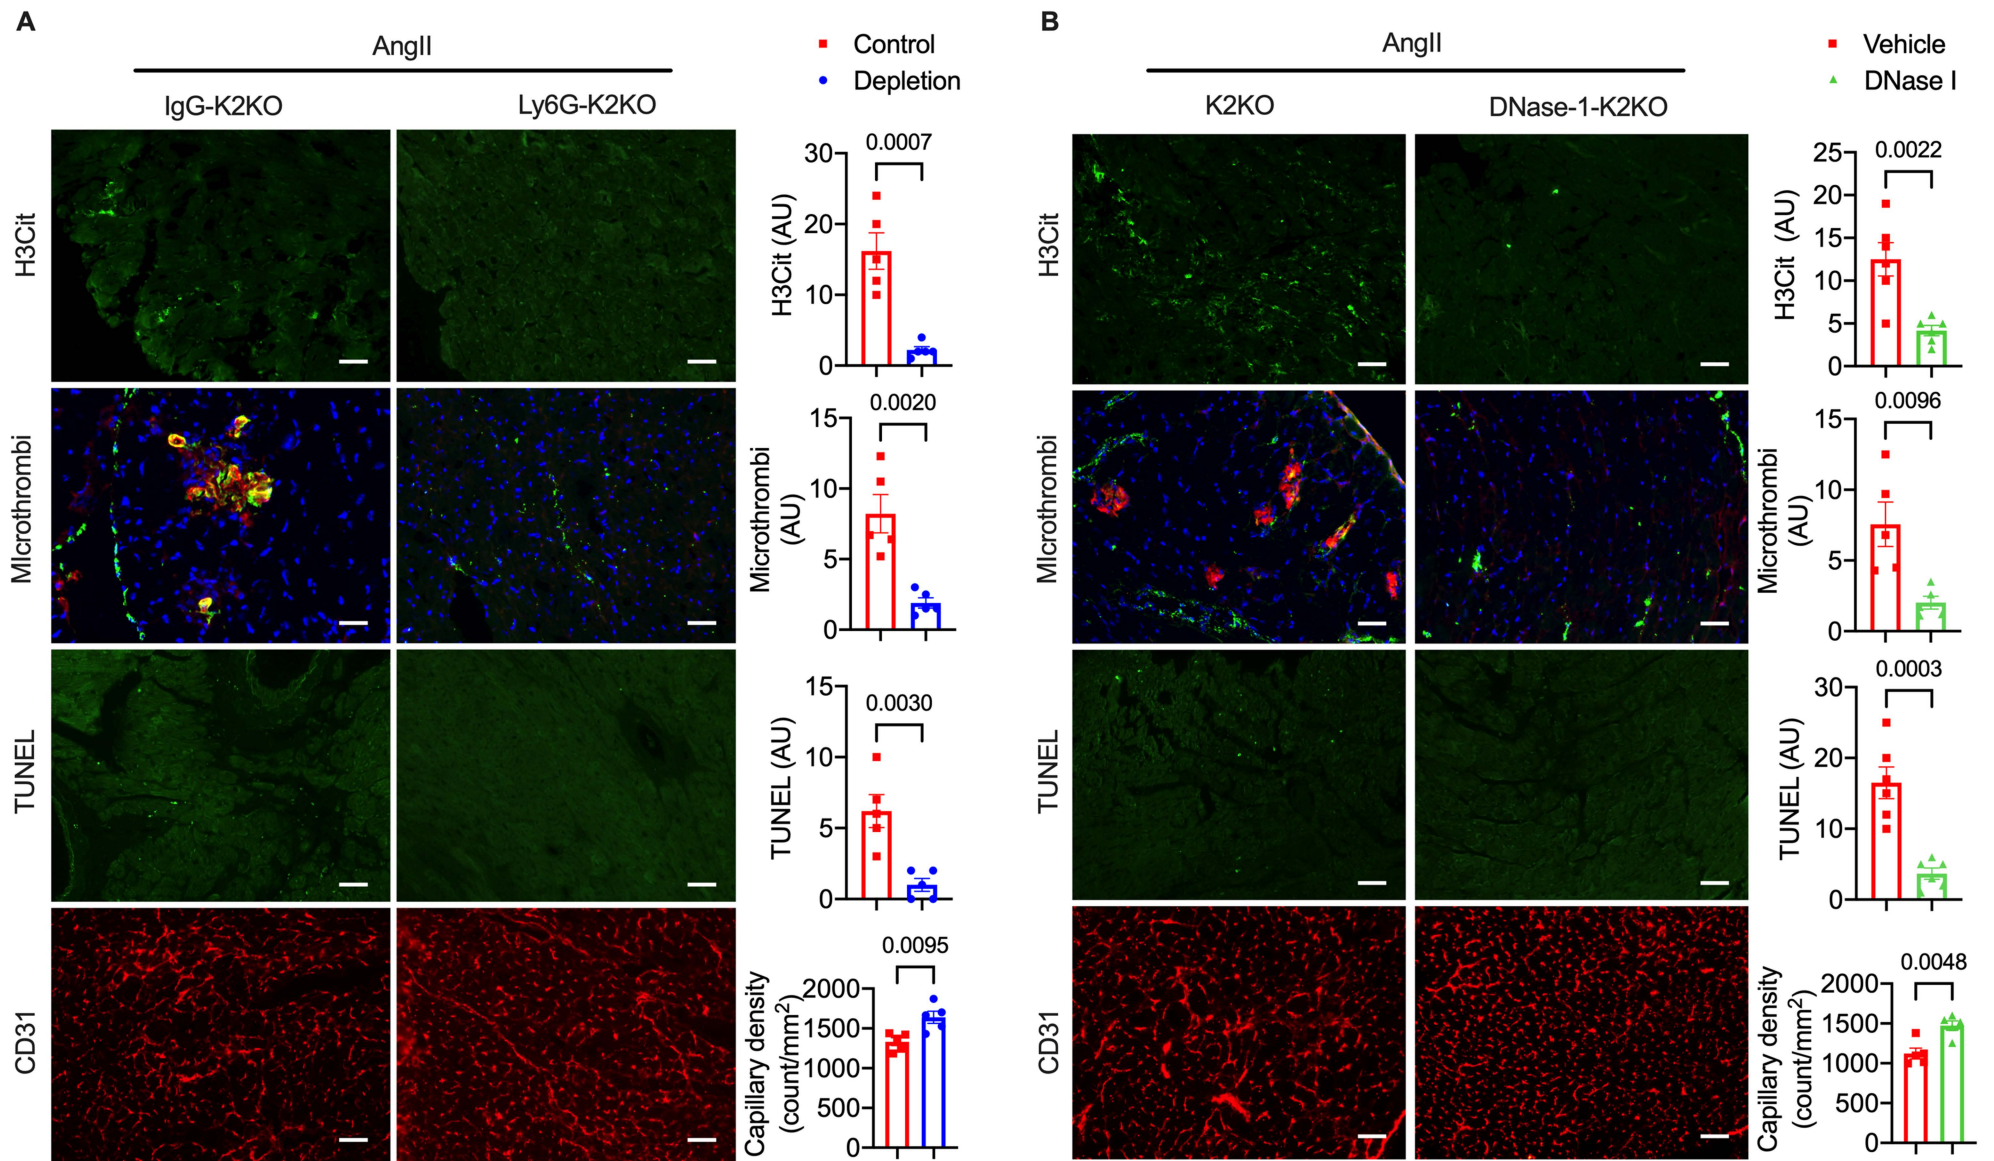 A
AngII
IgG-K2KO
Ly6G-K2KO
Control
Depletion
H3Cit
0.0007
H3Cit (AU)
30
20
10
0
MIcrothrombi
0.0020
Microthrombi
(AU)
15
10
5
0
TUNEL
0.0030
TUNEL (AU)
15
10
5
0
CD31
0.0095
Capillary density
(count/mm²)
2000
1500
1000
500
0
B
AngII
K2KO
DNase-1-K2KO
Vehicle
DNase I
H3Cit
0.0022
H3Cit (AU)
25
20
15
10
5
0
MIcrothrombi
0.0096
Microthrombi
(AU)
15
10
5
0
TUNEL
0.0003
TUNEL (AU)
30
20
10
0
CD31
0.0048
Capillary density
(count/mm²)
2000
1500
1000
500
0